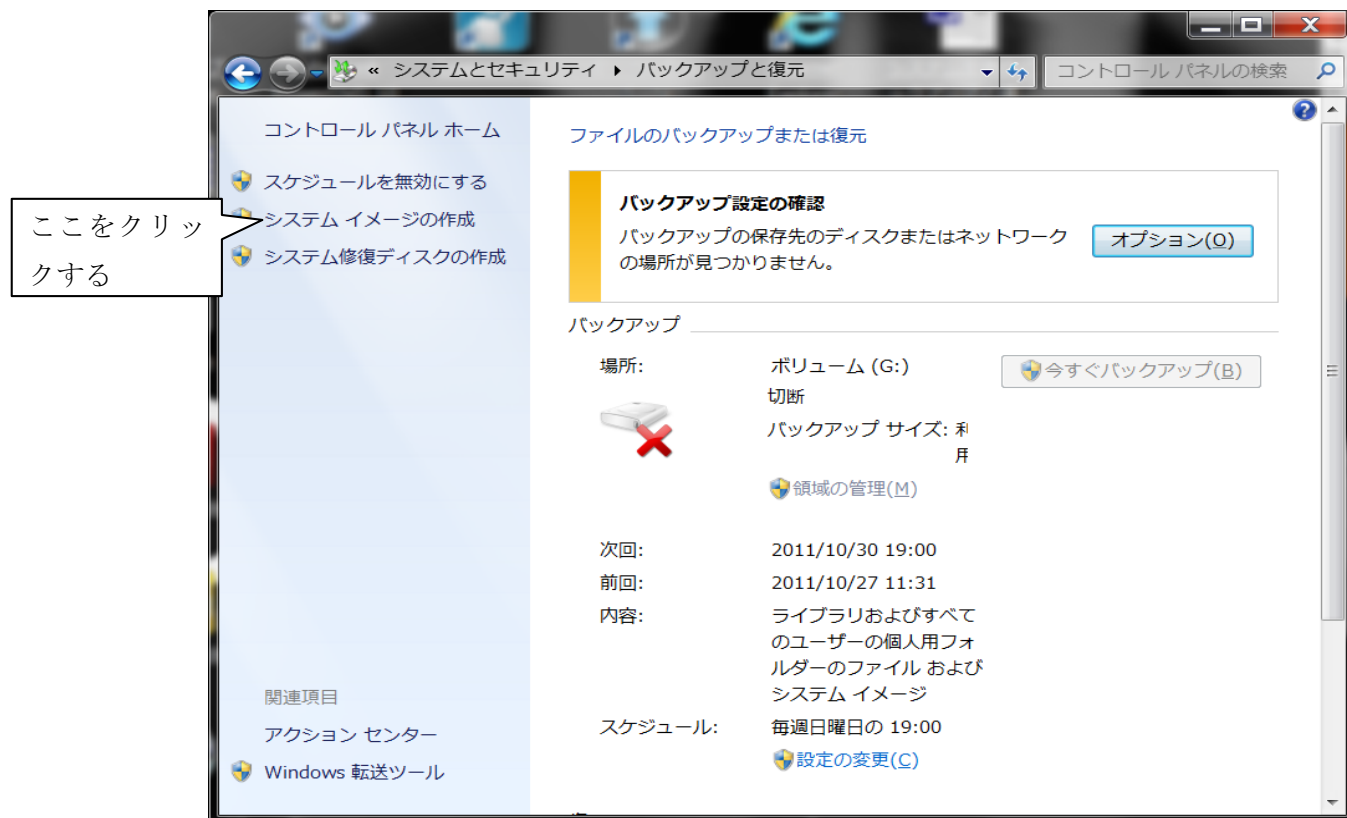 « システムとセキュリティ ▸ バックアップと復元
コントロール パネルの検索
コントロール パネル ホーム
スケジュールを無効にする
システム イメージの作成
システム修復ディスクの作成
ここをクリッ
クする
関連項目
アクション センター
Windows 転送ツール
ファイルのバックアップまたは復元
バックアップ設定の確認
バックアップの保存先のディスクまたはネットワーク
の場所が見つかりません。
オプション(O)
バックアップ
場所:
ボリューム (G:)
切断
今すぐバックアップ(B)
バックアップ サイズ: 利
用
領域の管理(M)
次回:
2011/10/30 19:00
前回:
2011/10/27 11:31
内容:
ライブラリおよびすべて
のユーザーの個人用フォ
ルダーのファイル および
システム イメージ
スケジュール:
毎週日曜日の 19:00
設定の変更(C)